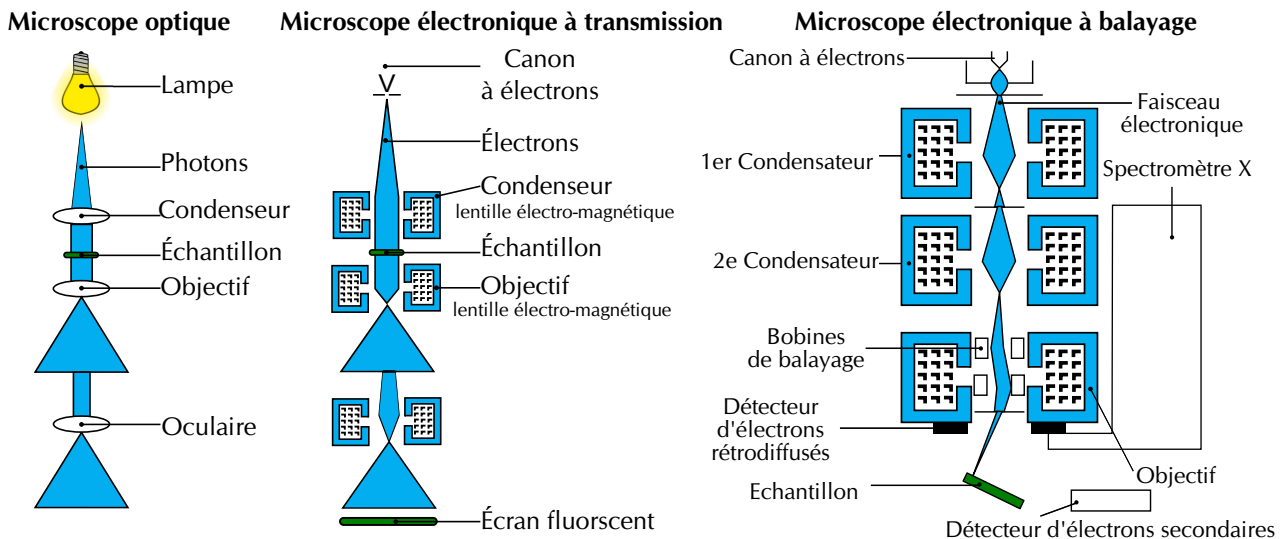 Microscope optique
Lampe
Photons
Condenseur
Échantillon
Objectif
Oculaire
Microscope électronique à transmission
Canon
à électrons
V
Électrons
Condenseur
lentille électro-magnétique
Échantillon
Objectif
lentille électro-magnétique
Écran fluorscent
Microscope électronique à balayage
Canon à électrons
Faisceau
électronique
1er Condensateur
Spectromètre X
2e Condensateur
Bobines
de balayage
Détecteur
d'électrons
rétrodiffusés
Objectif
Echantillon
Détecteur d'électrons secondaires